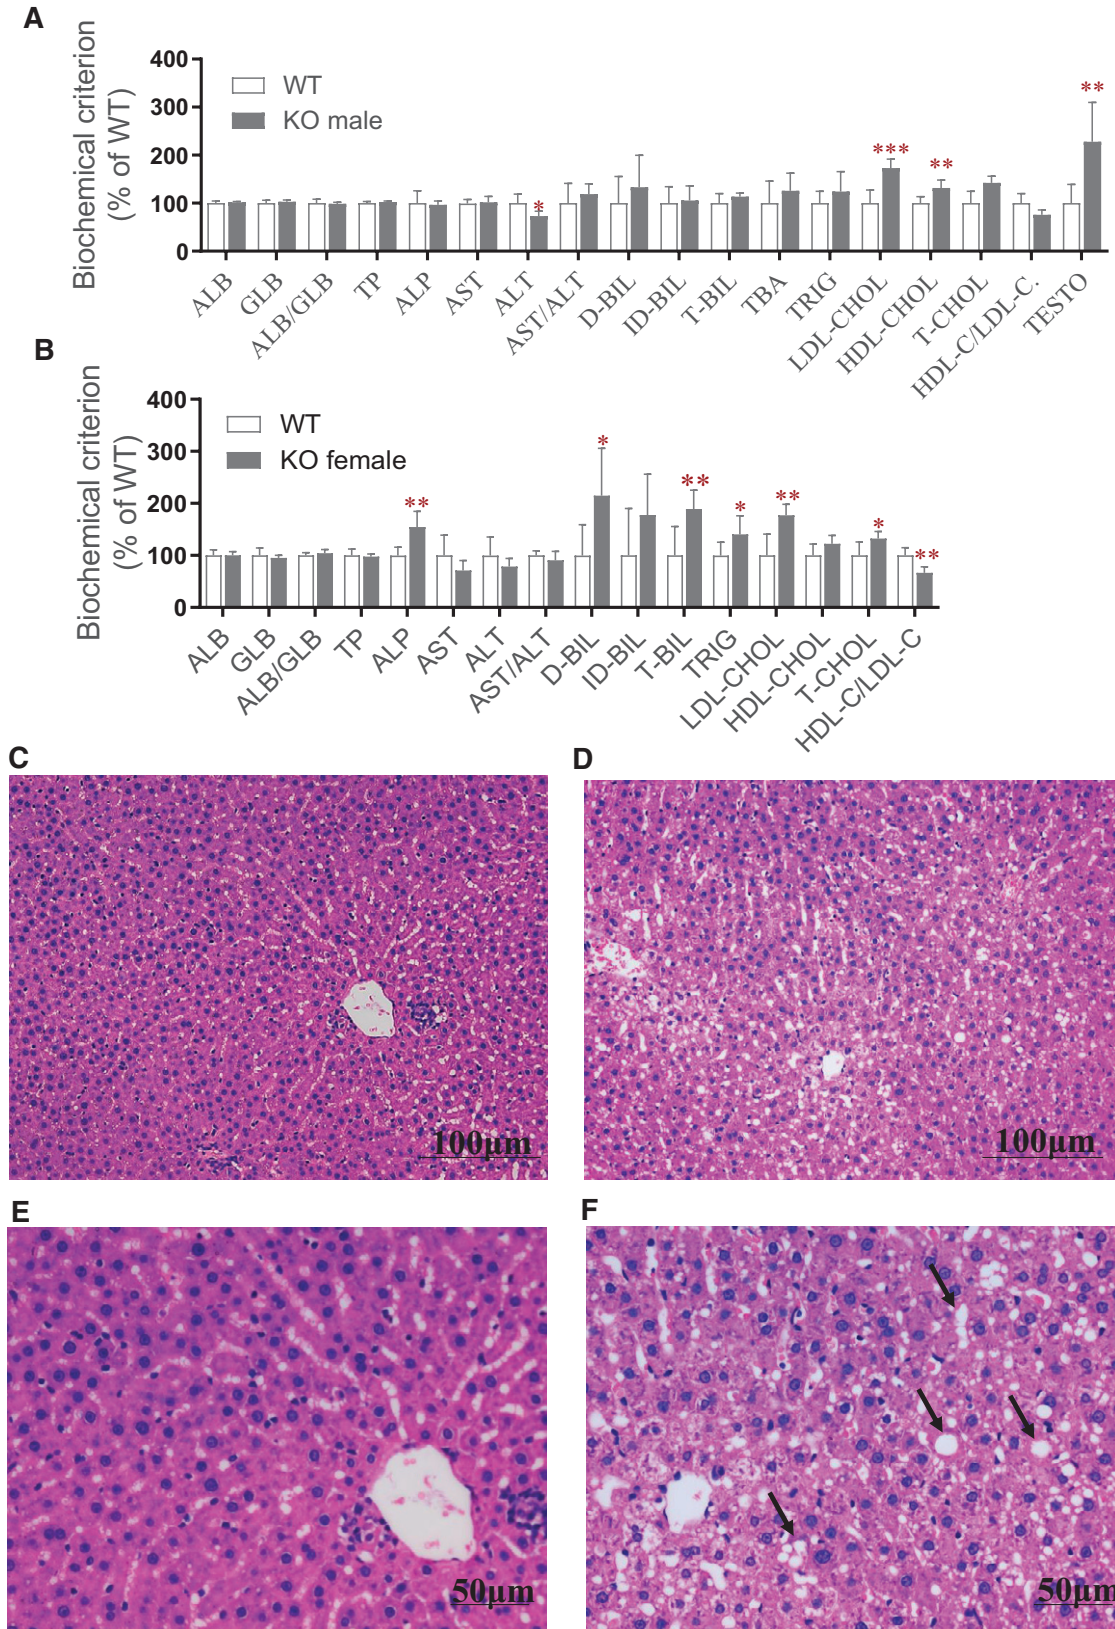 A
Biochemical criterion
(% of WT)
400
300
200
100
0
WT
KO male
*
***
**
**
ALB
GLB
ALB/GLB
TP
ALP
AST
ALT
AST/ALT
D-BIL
ID-BIL
T-BIL
TBA
TRIG
LDL-CHOL
HDL-CHOL
T-CHOL
HDL-C/LDL-C.
TESTO
B
Biochemical criterion
(% of WT)
400
300
200
100
0
WT
KO female
**
*
**
*
**
*
**
ALB
GLB
ALB/GLB
TP
ALP
AST
ALT
AST/ALT
D-BIL
ID-BIL
T-BIL
TRIG
LDL-CHOL
HDL-CHOL
T-CHOL
HDL-C/LDL-C
C
100µm
D
100µm
E
50µm
F
50µm